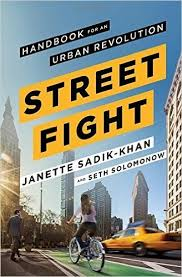 HANDBOOK FOR AN
URBAN REVOLUTION
STREET
FIGHT
JANETTE SADIK-KHAN
AND SETH SOLOMONOW